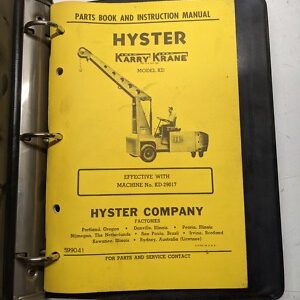 PARTS BOOK AND INSTRUCTION MANUAL
HYSTER
KARRY KRANE
MODEL KD
EFFECTIVE WITH
MACHINE No. KD-29017
HYSTER COMPANY
FACTORIES
Portland, Oregon • Danville, Illinois • Peoria, Illinois
Nijmegen, The Netherlands • Sao Paulo, Brazil • Irvine, Scotland
Kewanee, Illinois • Sydney, Australia (Licensee)
599041
FOR PARTS AND SERVICE CONTACT